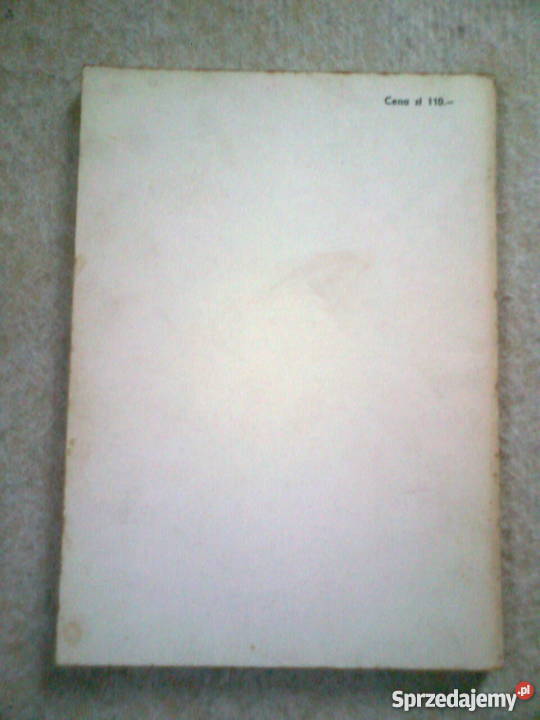 Cena zł 110.—
Sprzedajemy.pl